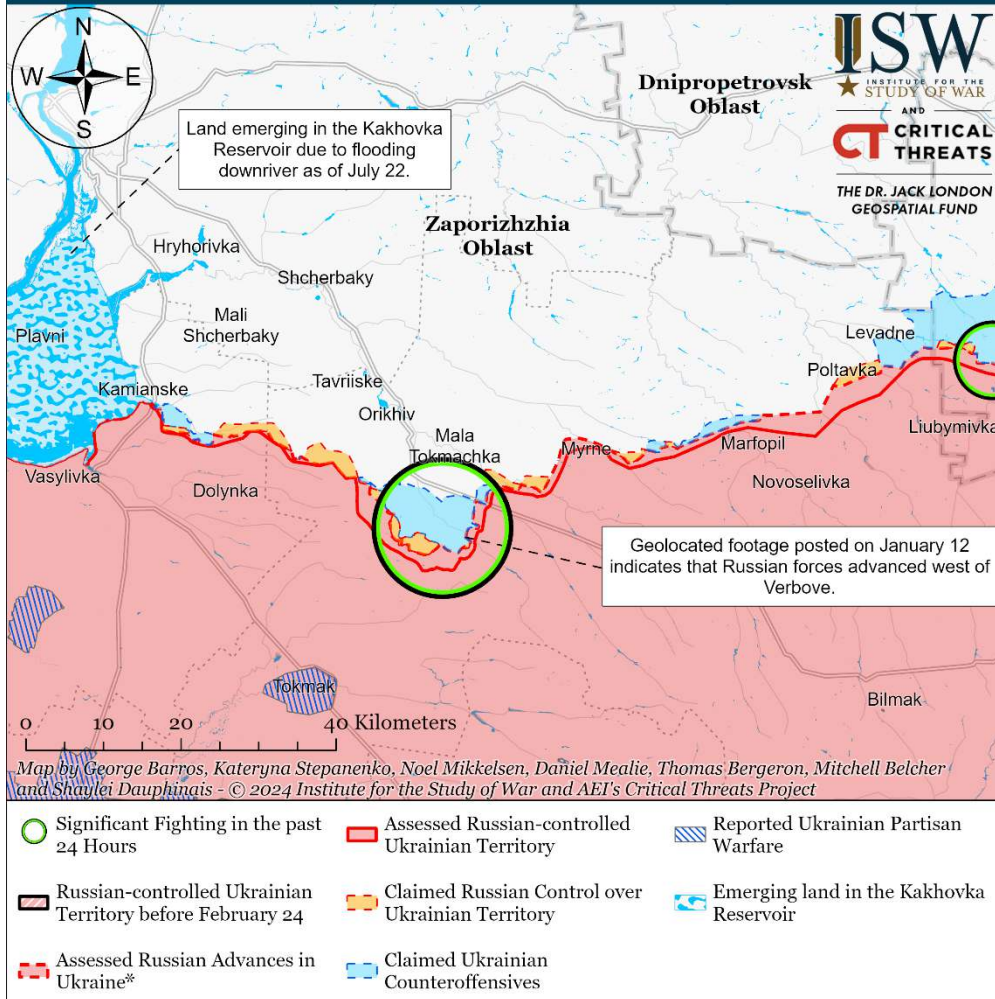 N
W
E
S
ISW
INSTITUTE FOR THE
STUDY OF WAR
AND
CT CRITICAL
THREATS
THE DR. JACK LONDON
GEOSPATIAL FUND
Dnipropetrovsk
Oblast
Land emerging in the Kakhovka
Reservoir due to flooding
downriver as of July 22.
Zaporizhzhia
Oblast
Hryhorivka
Shcherbaky
Mali
Shcherbaky
Plavni
Levadne
Poltavka
Kamianske
Tavriiske
Orikhiv
Mala
Tokmachka
Myrne
Marfopil
Liubymivka
Vasylivka
Dolynka
Novoselivka
Geolocated footage posted on January 12
indicates that Russian forces advanced west of
Verbove.
Tokmak
Bilmak
0 10 20 40 Kilometers
Map by George Barros, Kateryna Stepanenko, Noel Mikkelsen, Daniel Mealie, Thomas Bergeron, Mitchell Belcher
and Shaylei Dauphinais - © 2024 Institute for the Study of War and AEI's Critical Threats Project
Significant Fighting in the past
24 Hours
Assessed Russian-controlled
Ukrainian Territory
Reported Ukrainian Partisan
Warfare
Russian-controlled Ukrainian
Territory before February 24
Claimed Russian Control over
Ukrainian Territory
Emerging land in the Kakhovka
Reservoir
Assessed Russian Advances in
Ukraine*
Claimed Ukrainian
Counteroffensives